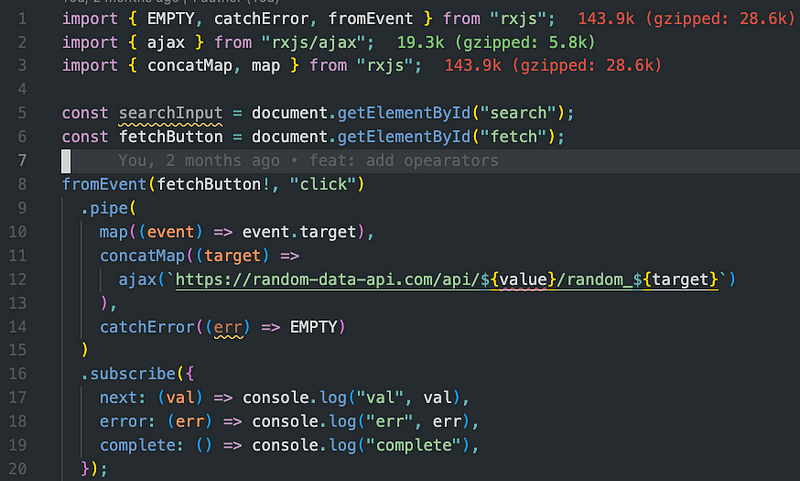 You, 2 months ago | 1 author (You)
1 import { EMPTY, catchError, fromEvent } from "rxjs"; 143.9k (gzipped: 28.6k)
2 import { ajax } from "rxjs/ajax"; 19.3k (gzipped: 5.8k)
3 import { concatMap, map } from "rxjs"; 143.9k (gzipped: 28.6k)
4
5 const searchInput = document.getElementById("search");
6 const fetchButton = document.getElementById("fetch");
7 You, 2 months ago • feat: add opearators
8 fromEvent(fetchButton!, "click")
9 .pipe(
10 map((event) => event.target),
11 concatMap((target) =>
12 ajax(`https://random-data-api.com/api/${value}/random_${target}`)
13 ),
14 catchError((err) => EMPTY)
15 )
16 .subscribe({
17 next: (val) => console.log("val", val),
18 error: (err) => console.log("err", err),
19 complete: () => console.log("complete"),
20 });